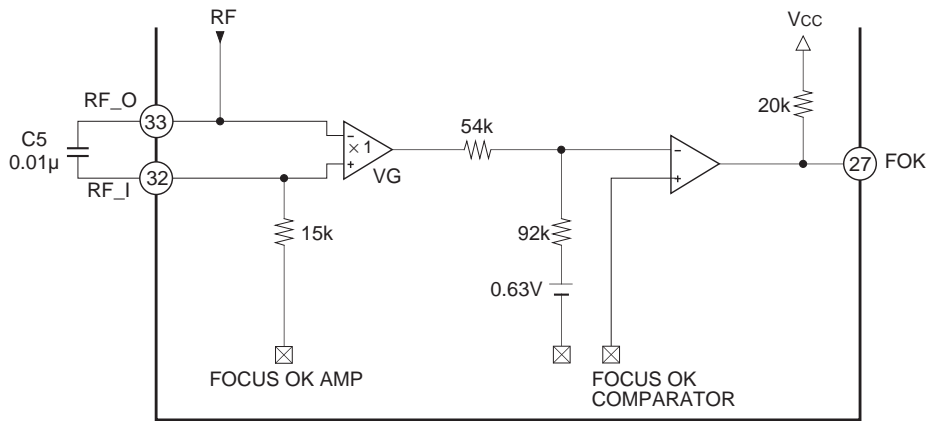 RF
VCC
RF_O
33
C5
0.01μ
− × 1 +
VG
54k
20k
−
+
27 FOK
32
RF_I
15k
92k
0.63V
FOCUS OK AMP
FOCUS OK
COMPARATOR